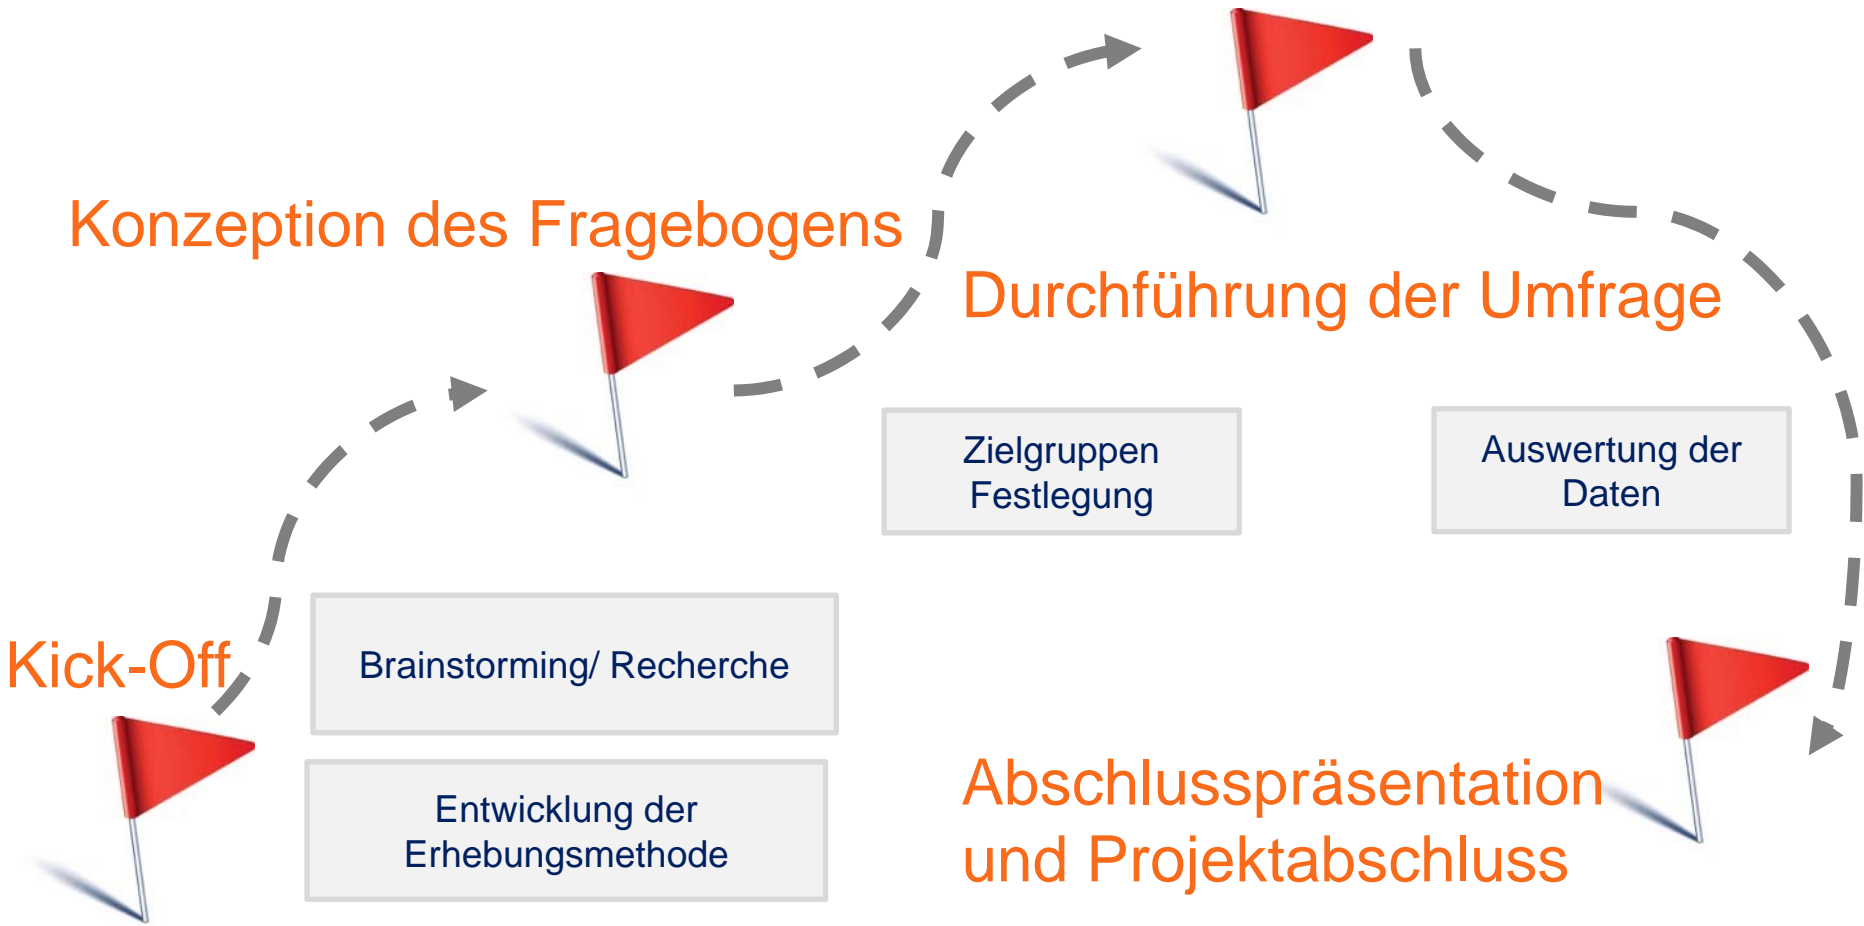 Konzeption des Fragebogens
Durchführung der Umfrage
Zielgruppen
Festlegung
Auswertung der
Daten
Kick-Off
Brainstorming/ Recherche
Entwicklung der
Erhebungsmethode
Abschlusspräsentation
und Projektabschluss